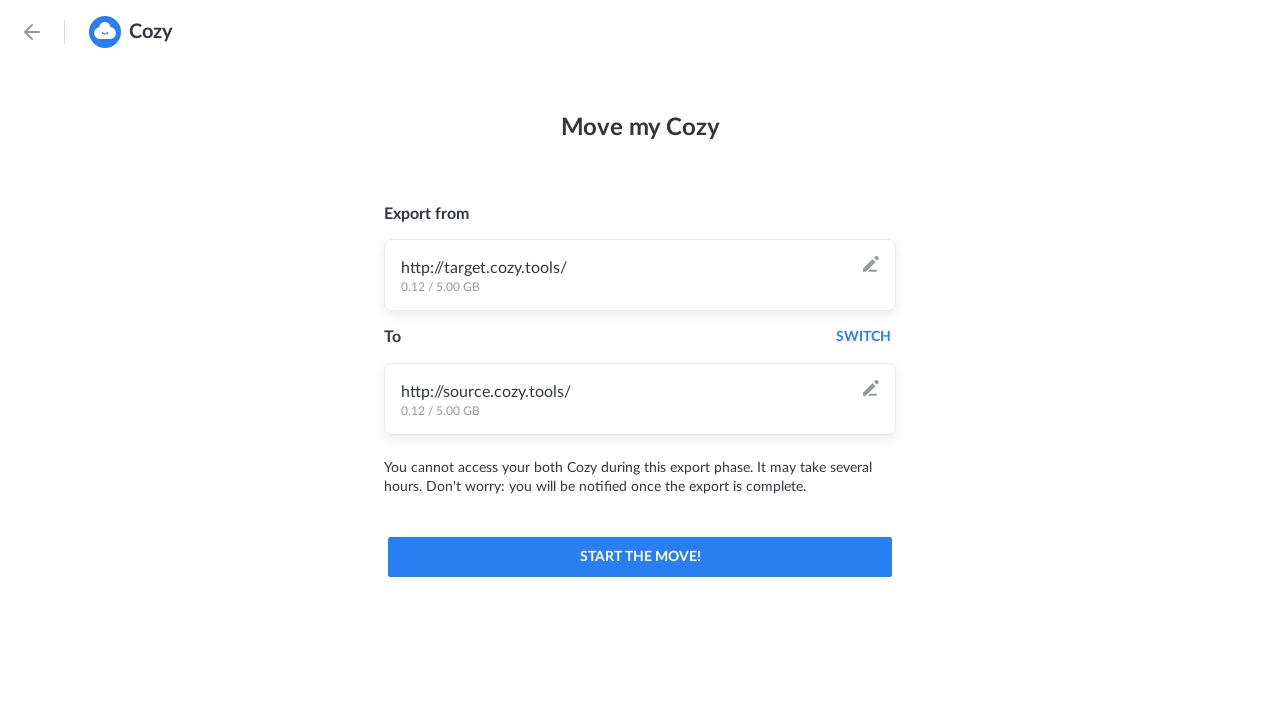 Cozy
Move my Cozy
Export from
http://target.cozy.tools/
0.12 / 5.00 GB
To
SWITCH
http://source.cozy.tools/
0.12 / 5.00 GB
You cannot access your both Cozy during this export phase. It may take several
hours. Don't worry: you will be notified once the export is complete.
START THE MOVE!